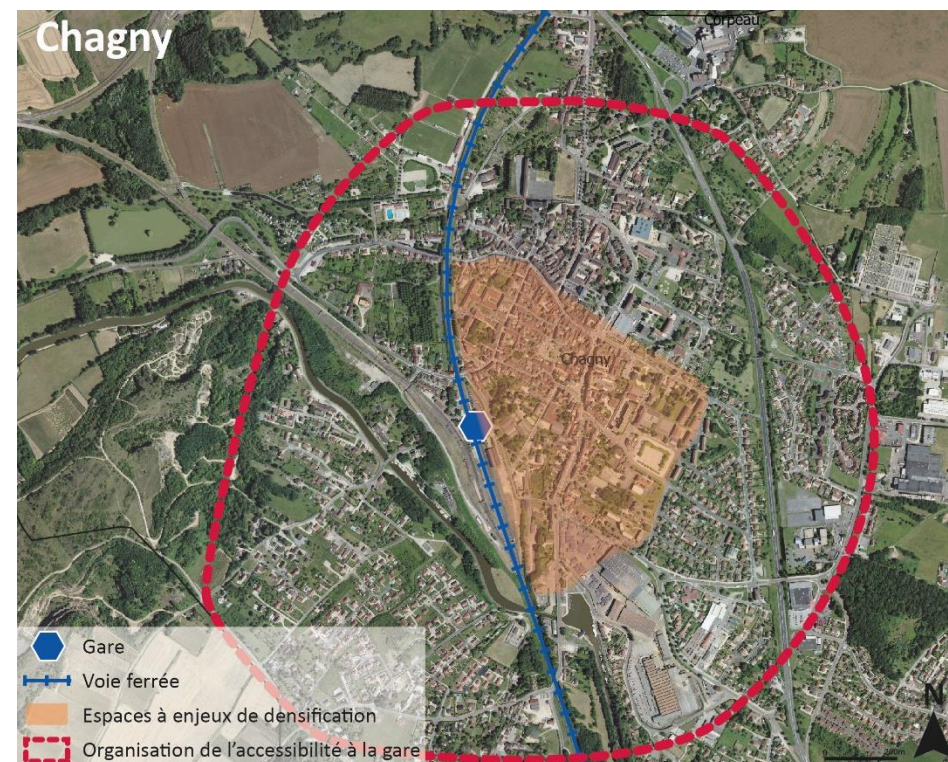 Corpeau
Chagny
Chagny
Gare
Voie ferrée
Espaces à enjeux de densification
Organisation de l'accessibilité à la gare
N